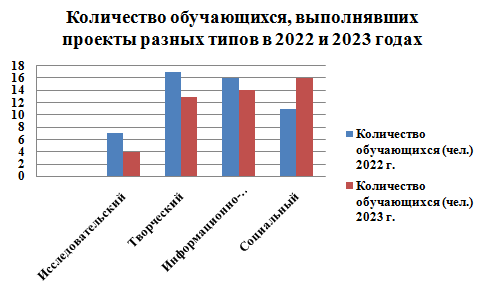 Количество обучающихся, выполнявших
проекты разных типов в 2022 и 2023 годах
18
16
14
12
10
8
6
4
2
0
Исследовательский
Творческий
Информационно-...
Социальный
Количество
обучающихся (чел.)
2022 г.
Количество
обучающихся (чел.)
2023 г.